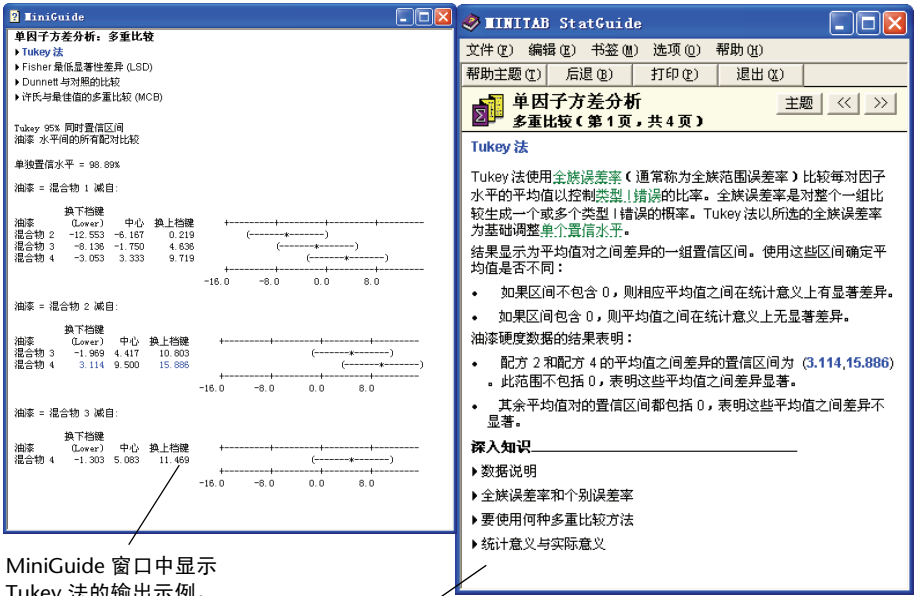 MiniGuide
单因子方差分析：多重比较
Tukey 法
Fisher 最低显著性差异 (LSD)
Dunnett 与对照的比较
许氏与最佳值的多重比较 (MCB)
Tukey 95% 同时置信区间
油漆 水平间的所有配对比较
单独置信水平 = 98.89%
油漆 = 混合物 1 减自:
换下档键
油漆 (Lower) 中心 换上档键
混合物 2 -12.553 -6.167 0.219
混合物 3 -8.136 -1.750 4.636
混合物 4 -3.053 3.333 9.719
-16.0 -8.0 0.0 8.0
油漆 = 混合物 2 减自:
换下档键
油漆 (Lower) 中心 换上档键
混合物 3 -1.969 4.417 10.803
混合物 4 3.114 9.500 15.886
-16.0 -8.0 0.0 8.0
油漆 = 混合物 3 减自:
换下档键
油漆 (Lower) 中心 换上档键
混合物 4 -1.303 5.083 11.469
-16.0 -8.0 0.0 8.0
MiniGuide 窗口中显示
Tukey 法的输出示例。
MINITAB StatGuide
文件(F) 编辑(E) 书签(M) 选项(O) 帮助(H)
帮助主题(T) 后退(B) 打印(P) 退出(X)
单因子方差分析
多重比较（第 1 页，共 4 页）
主题 << >>
Tukey 法
Tukey 法使用全族误差率（通常称为全族范围误差率）比较每对因子
水平的平均值以控制类型 I 错误的比率。全族误差率是对整个一组比
较生成一个或多个类型 I 错误的概率。Tukey 法以所选的全族误差率
为基础调整单个置信水平。
结果显示为平均值对之间差异的一组置信区间。使用这些区间确定平
均值是否不同：
• 如果区间不包含 0，则相应平均值之间在统计意义上有显著差异。
• 如果区间包含 0，则平均值之间在统计意义上无显著差异。
油漆硬度数据的结果表明：
• 配方 2 和配方 4 的平均值之间差异的置信区间为 (3.114,15.886)
。此范围不包括 0，表明这些平均值之间差异显著。
• 其余平均值对的置信区间都包括 0，表明这些平均值之间差异不
显著。
深入知识
数据说明
全族误差率和个别误差率
要使用何种多重比较方法
统计意义与实际意义